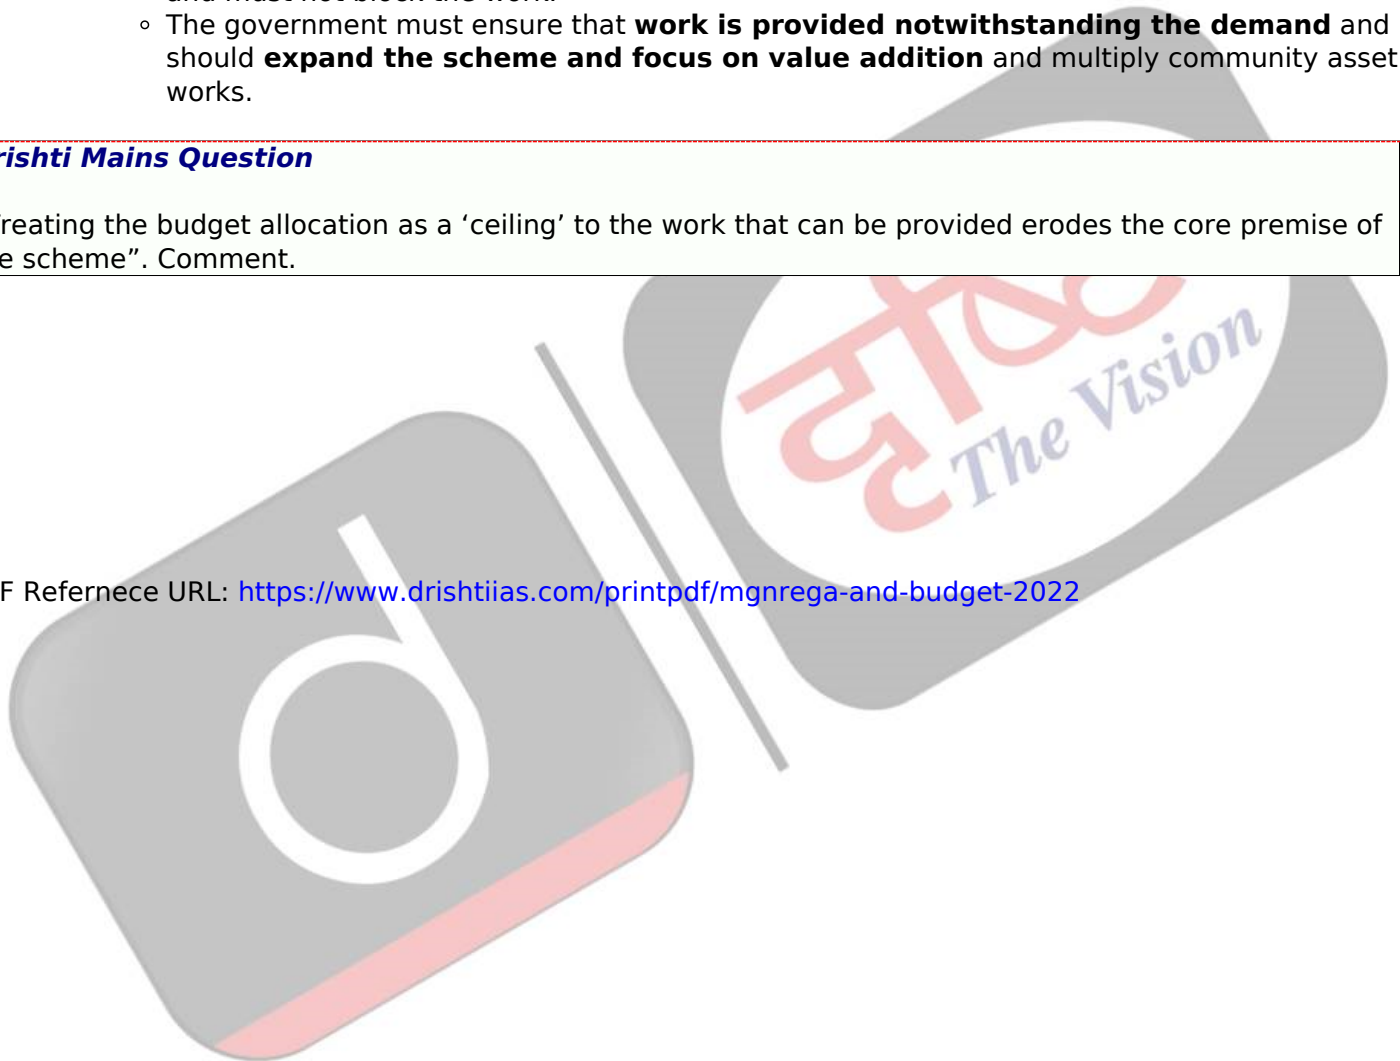 The government must ensure that work is provided notwithstanding the demand and
should expand the scheme and focus on value addition and multiply community asset
works.
rishti Mains Question
reating the budget allocation as a ‘ceiling’ to the work that can be provided erodes the core premise of
e scheme”. Comment.
The Vision
F Refernece URL: https://www.drishtiias.com/printpdf/mgnrega-and-budget-2022